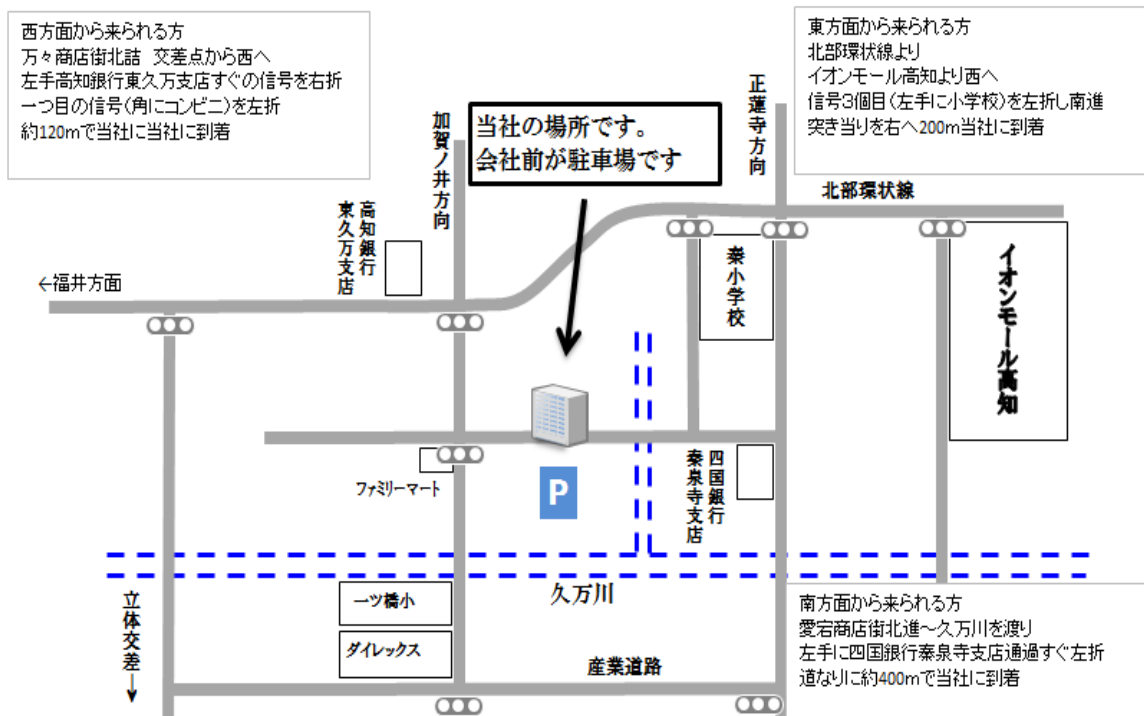 西方面から来られる方
万々商店街北詰　交差点から西へ
左手高知銀行東久万支店すぐの信号を右折
一つ目の信号(角にコンビニ)を左折
約120mで当社に当社に到着
東方面から来られる方
北部環状線より
イオンモール高知より西へ
信号3個目(左手に小学校)を左折し南進
突き当りを右へ200m当社に到着
当社の場所です。
会社前が駐車場です
加賀ノ井方向
正蓮寺方向
北部環状線
高知銀行
東久万支店
←福井方面
秦小学校
イオンモール高知
ファミリーマート
P
四国銀行
秦泉寺支店
久万川
立体交差→
一ツ橋小
ダイレックス
産業道路
南方面から来られる方
愛宕商店街北進～久万川を渡り
左手に四国銀行秦泉寺支店通過すぐ左折
道なりに約400mで当社に到着